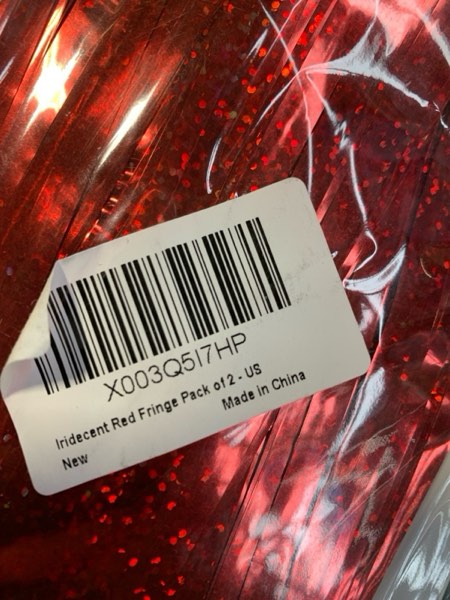 X003Q5I7HP
Iridecent Red Fringe Pack of 2 - US
Made in China
New